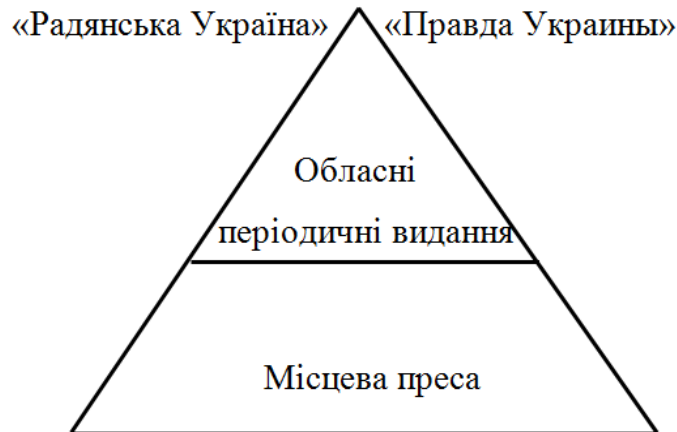 «Радянська Україна» «Правда Украины»
Обласні
періодичні видання
Місцева преса